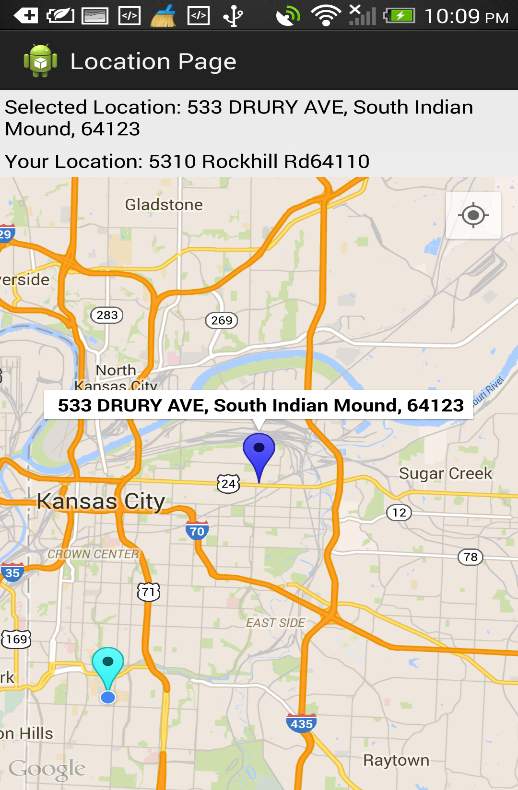 10:09 PM
Location Page
Selected Location: 533 DRURY AVE, South Indian
Mound, 64123
Your Location: 5310 Rockhill Rd64110
Gladstone
29
erside
283
269
North
Kansas City
ouri River
533 DRURY AVE, South Indian Mound, 64123
Sugar Creek
24
Kansas City
12
70
CROWN CENTER
78
35
71
EAST SIDE
169
rk
435
on Hills
Raytown
Google